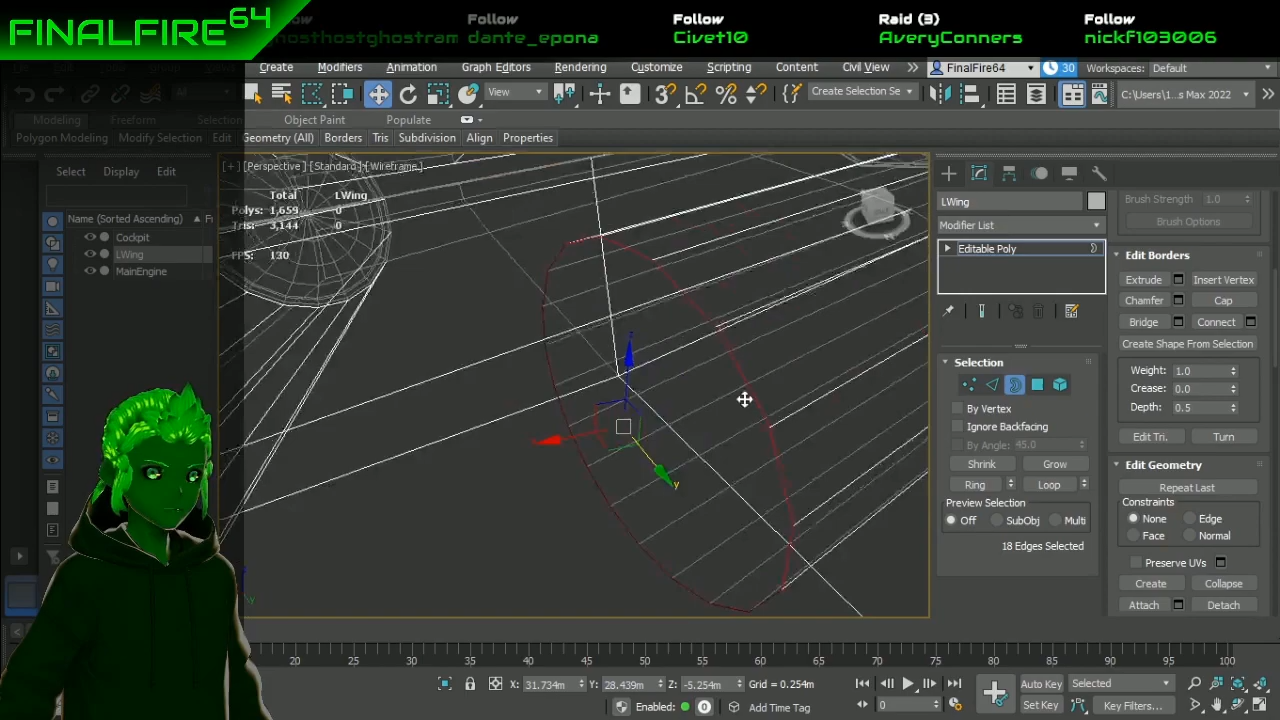 FINALFIRE64
Follow
dante_epona
Follow
Civet10
Raid (3)
AveryConners
Follow
nickf103006
Create
Modifiers
Animation
Graph Editors
Rendering
Customize
Scripting
Content
Civil View
FinalFire64
30
Workspaces: Default
All
View
Create Selection Se
C:\Users\1...s Max 2022
Modeling
Freeform
Selection
Object Paint
Populate
Polygon Modeling
Modify Selection
Edit
Geometry (All)
Borders
Tris
Subdivision
Align
Properties
Select
Display
Edit
Name (Sorted Ascending)
Cockpit
LWing
MainEngine
[+] [Perspective] [Standard] [Wireframe]
Total
LWing
Polys: 1,659
0
Tris: 3,144
0
FPS: 130
z
y
LWing
Modifier List
Editable Poly
Selection
By Vertex
Ignore Backfacing
By Angle: 45.0
Shrink
Grow
Ring
Loop
Preview Selection
Off
SubObj
Multi
18 Edges Selected
Brush Strength
1.0
Brush Options
Edit Borders
Extrude
Insert Vertex
Chamfer
Cap
Bridge
Connect
Create Shape From Selection
Weight: 1.0
Crease: 0.0
Depth: 0.5
Edit Tri.
Turn
Edit Geometry
Repeat Last
Constraints
None
Edge
Face
Normal
Preserve UVs
Create
Collapse
Attach
Detach
20
25
30
35
40
45
50
55
60
65
70
75
80
85
90
95
100
X: 31.734m
Y: 28.439m
Z: -5.254m
Grid = 0.254m
Enabled:
Add Time Tag
0
Auto Key
Selected
Set Key
Key Filters...